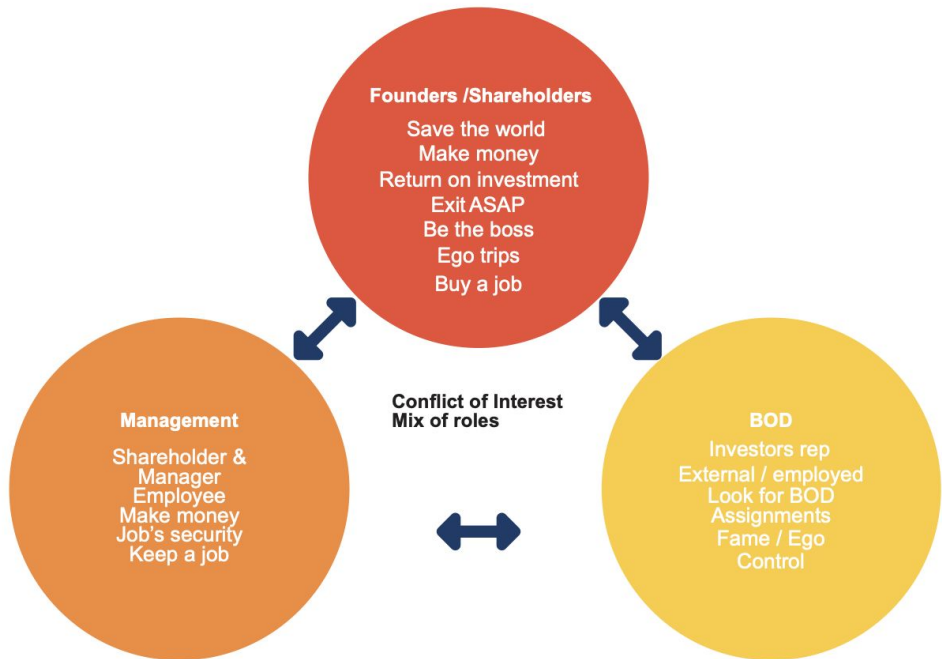 Founders /Shareholders
Save the world
Make money
Return on investment
Exit ASAP
Be the boss
Ego trips
Buy a job
Conflict of Interest
Mix of roles
Management
Shareholder &
Manager
Employee
Make money
Job's security
Keep a job
BOD
Investors rep
External / employed
Look for BOD
Assignments
Fame / Ego
Control